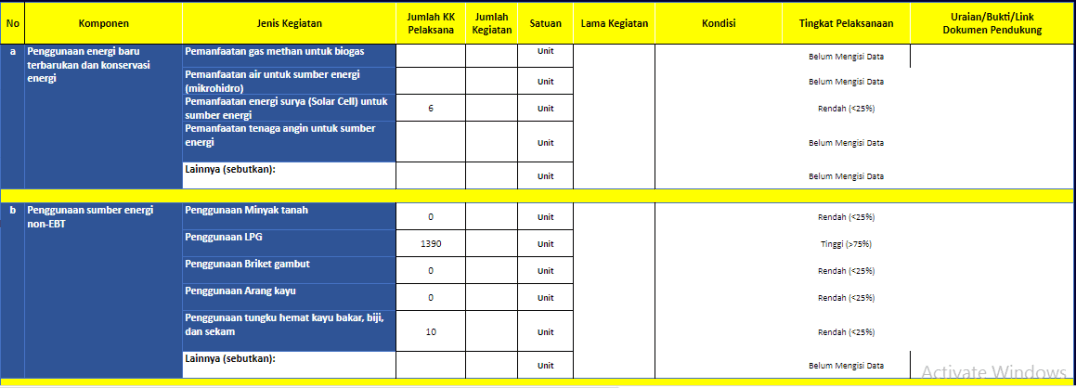 No Komponen Jenis Kegiatan Jumlah KK Pelaksana Jumlah Kegiatan Satuan Lama Kegiatan Kondisi Tingkat Pelaksanaan Uraian/Bukti/Link Dokumen Pendukung
a Penggunaan energi baru terbarukan dan konservasi energi
Pemanfaatan gas methan untuk biogas Unit Belum Mengisi Data
Pemanfaatan air untuk sumber energi (mikrohidro) Unit Belum Mengisi Data
Pemanfaatan energi surya (Solar Cell) untuk sumber energi 6 Unit Rendah (<25%)
Pemanfaatan tenaga angin untuk sumber energi Unit Belum Mengisi Data
Lainnya (sebutkan): Unit Belum Mengisi Data
b Penggunaan sumber energi non-EBT
Penggunaan Minyak tanah 0 Unit Rendah (<25%)
Penggunaan LPG 1390 Unit Tinggi (>75%)
Penggunaan Briket gambut 0 Unit Rendah (<25%)
Penggunaan Arang kayu 0 Unit Rendah (<25%)
Penggunaan tungku hemat kayu bakar, biji, dan sekam 10 Unit Rendah (<25%)
Lainnya (sebutkan): Unit Belum Mengisi Data
Activate Windows